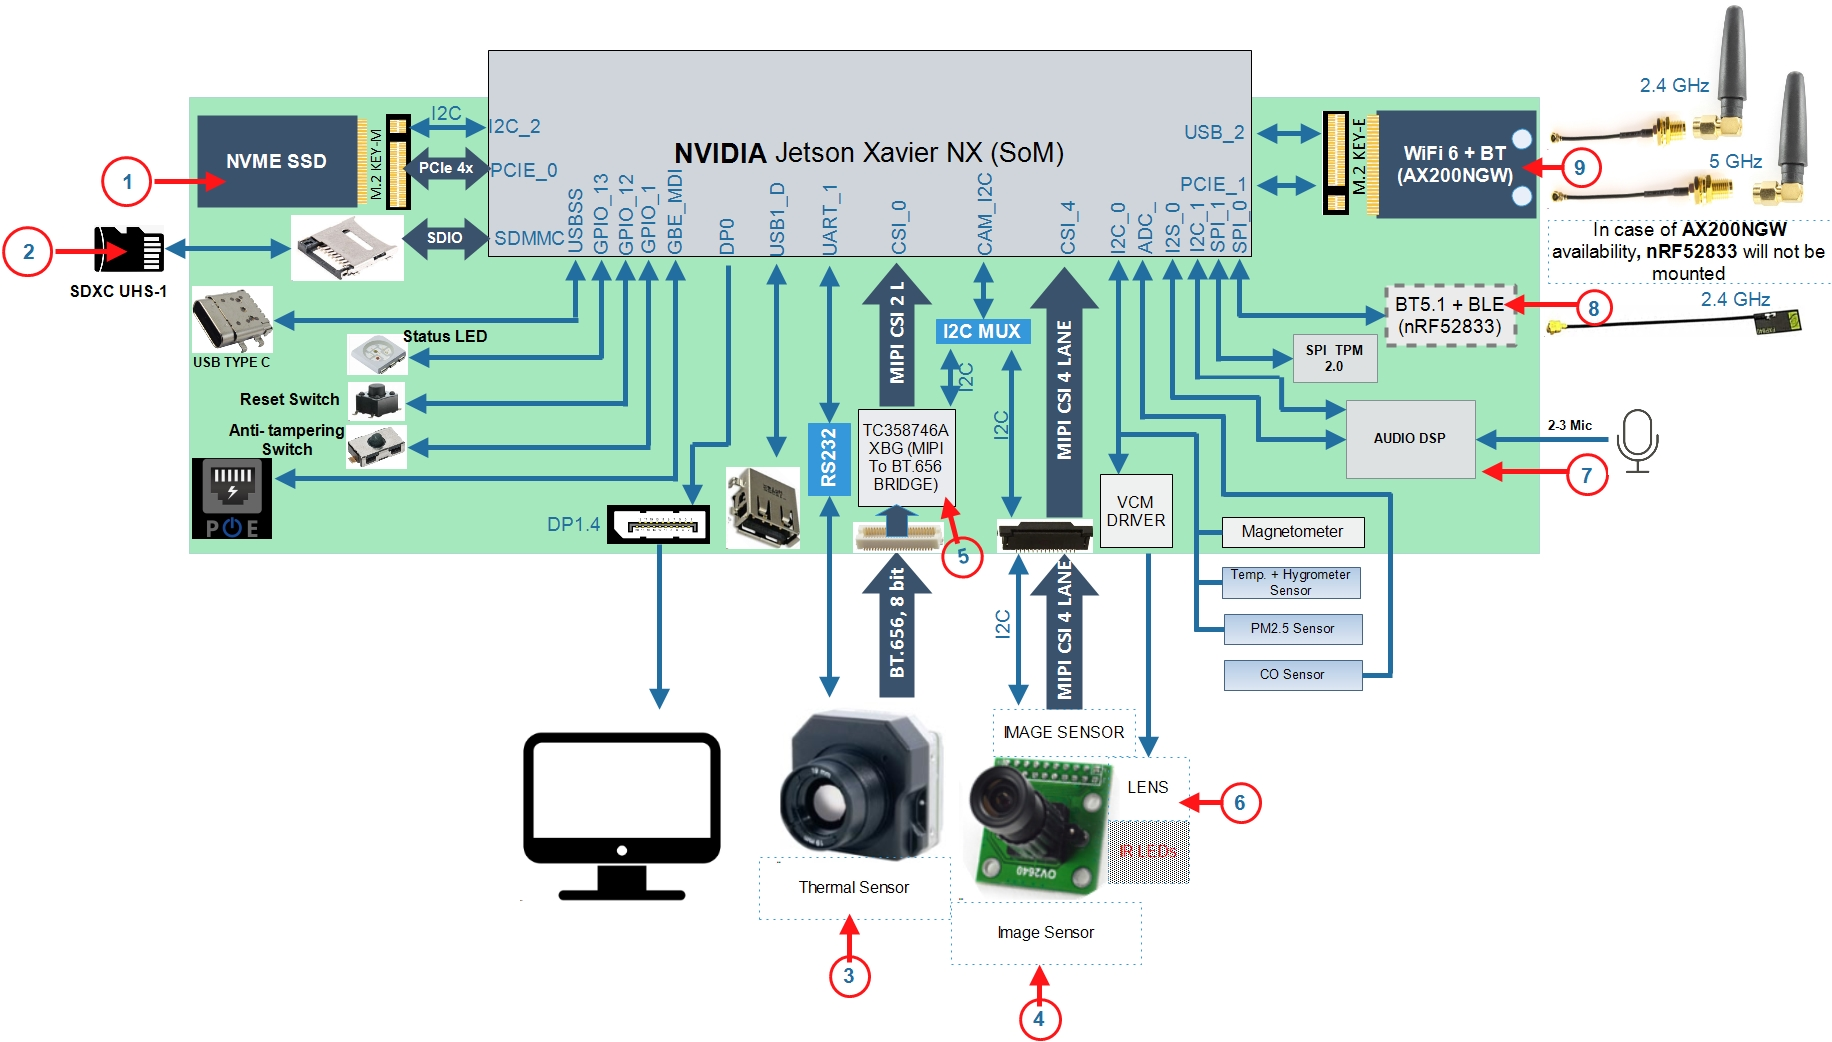 NVIDIA Jetson Xavier NX (SoM)
I2C_2
PCIE_0
SDMMC
USBSS
GPIO_13
GPIO_12
GPIO_1
GBE_MDI
DP0
USB1_D
UART_1
CSI_0
CAM_I2C
CSI_4
I2C_0
ADC_
I2S_0
I2C_1
SPI_1
SPI_0
USB_2
PCIE_1
NVME SSD
M.2 KEY-M
I2C
PCIe 4x
SDIO
1
2
SDXC UHS-1
USB TYPE C
Status LED
Reset Switch
Anti- tampering
Switch
P E
DP1.4
RS232
MIPI CSI 2 L
I2C MUX
I2C
I2C
MIPI CSI 4 LANE
TC358746A
XBG (MIPI
To BT.656
BRIDGE)
5
BT.656, 8 bit
I2C
MIPI CSI 4 LANE
VCM
DRIVER
M.2 KEY-E
WiFi 6 + BT
(AX200NGW)
9
2.4 GHz
5 GHz
In case of AX200NGW
availability, nRF52833 will not be
mounted
2.4 GHz
BT5.1 + BLE
(nRF52833)
8
SPI TPM
2.0
AUDIO DSP
2-3 Mic
7
Magnetometer
Temp. + Hygrometer
Sensor
PM2.5 Sensor
CO Sensor
IMAGE SENSOR
LENS
6
IR LEDs
OV2640
Thermal Sensor
3
Image Sensor
4